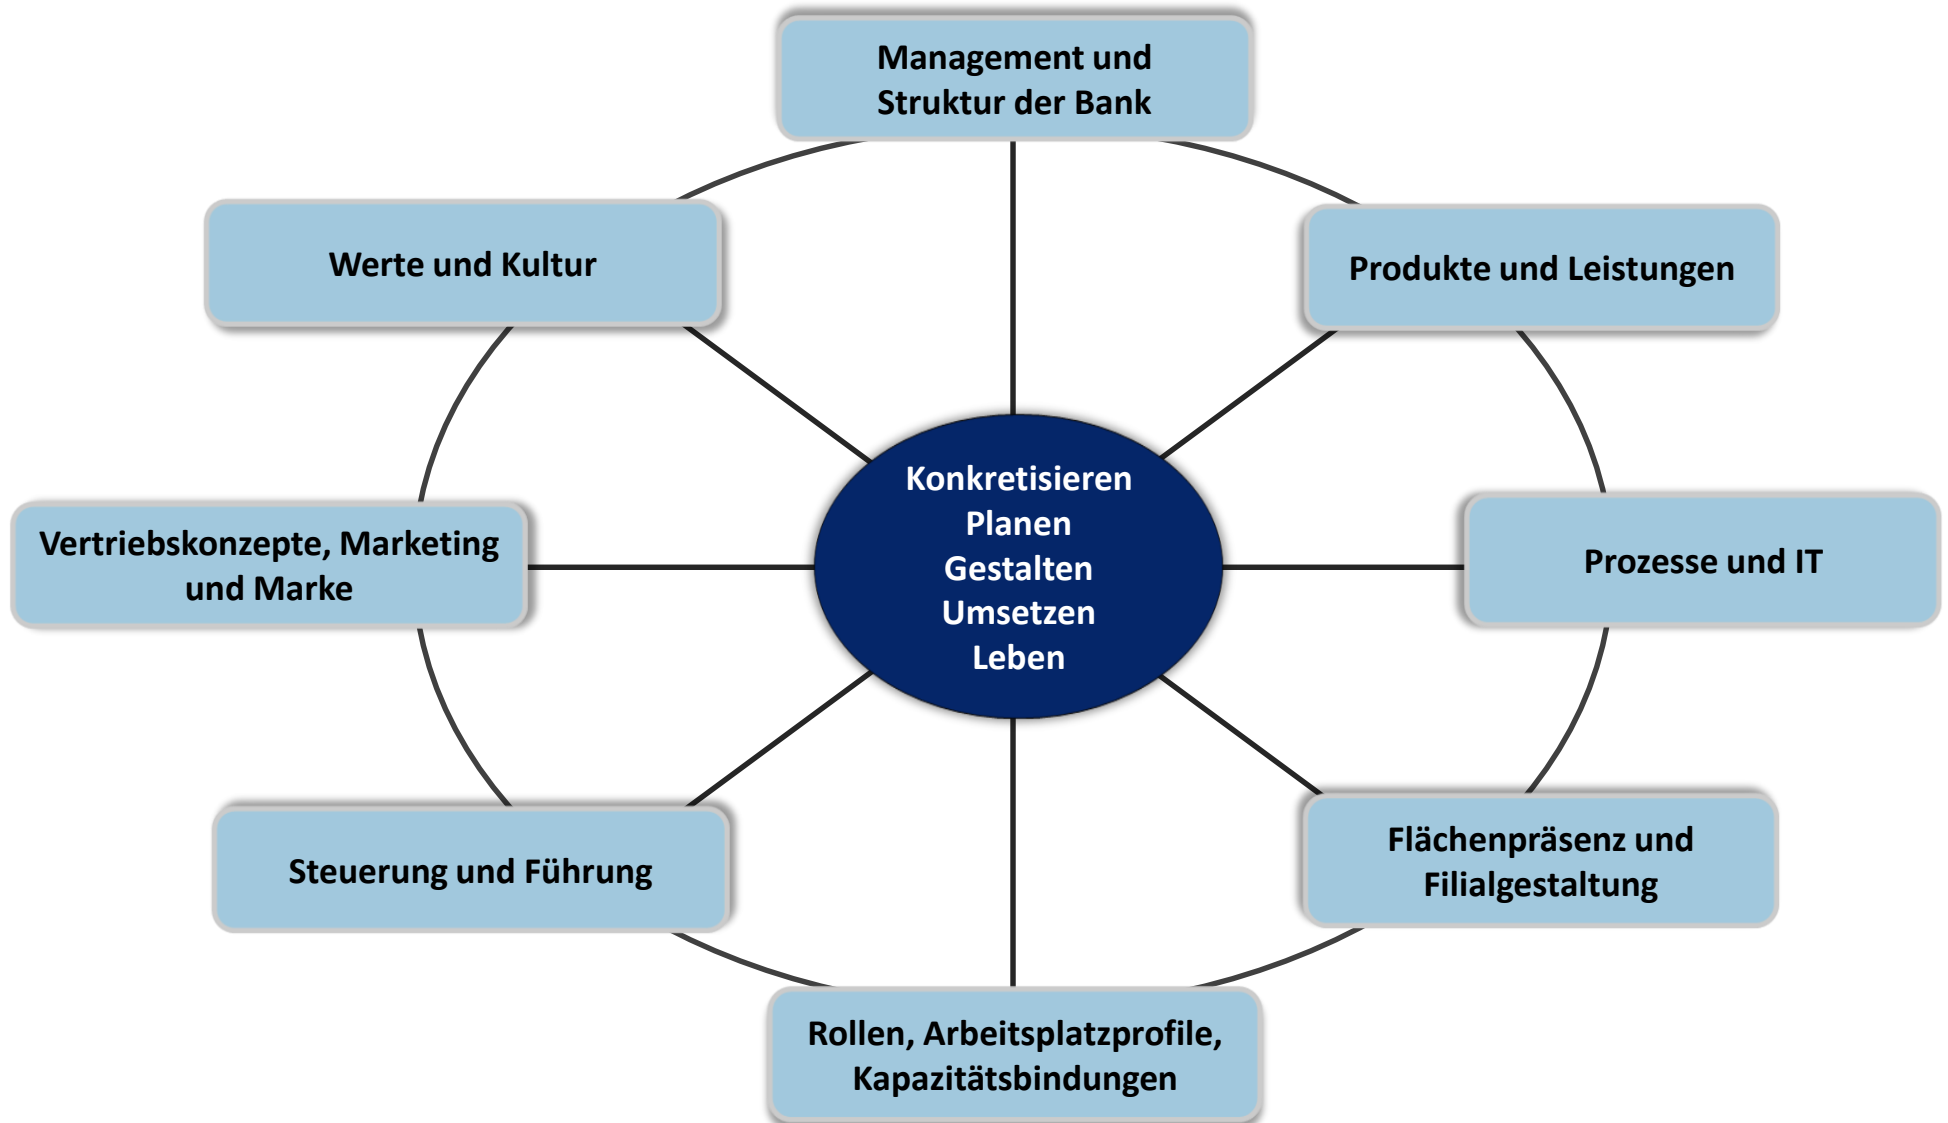 Management und
Struktur der Bank
Werte und Kultur
Produkte und Leistungen
Konkretisieren
Planen
Gestalten
Umsetzen
Leben
Vertriebskonzepte, Marketing
und Marke
Prozesse und IT
Steuerung und Führung
Flächenpräsenz und
Filialgestaltung
Rollen, Arbeitsplatzprofile,
Kapazitätsbindungen